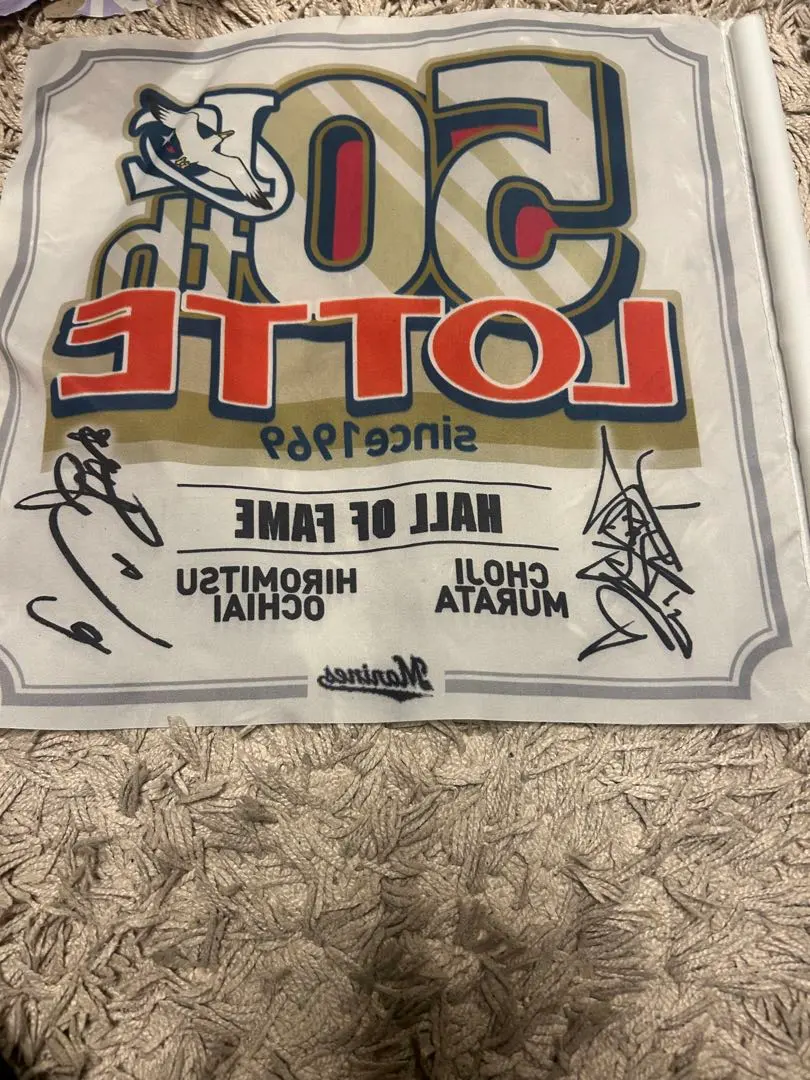 50th
LOTTE
since1969
HALL OF FAME
CHOJI
MURATA
HIROMITSU
OCHIAI
Marines